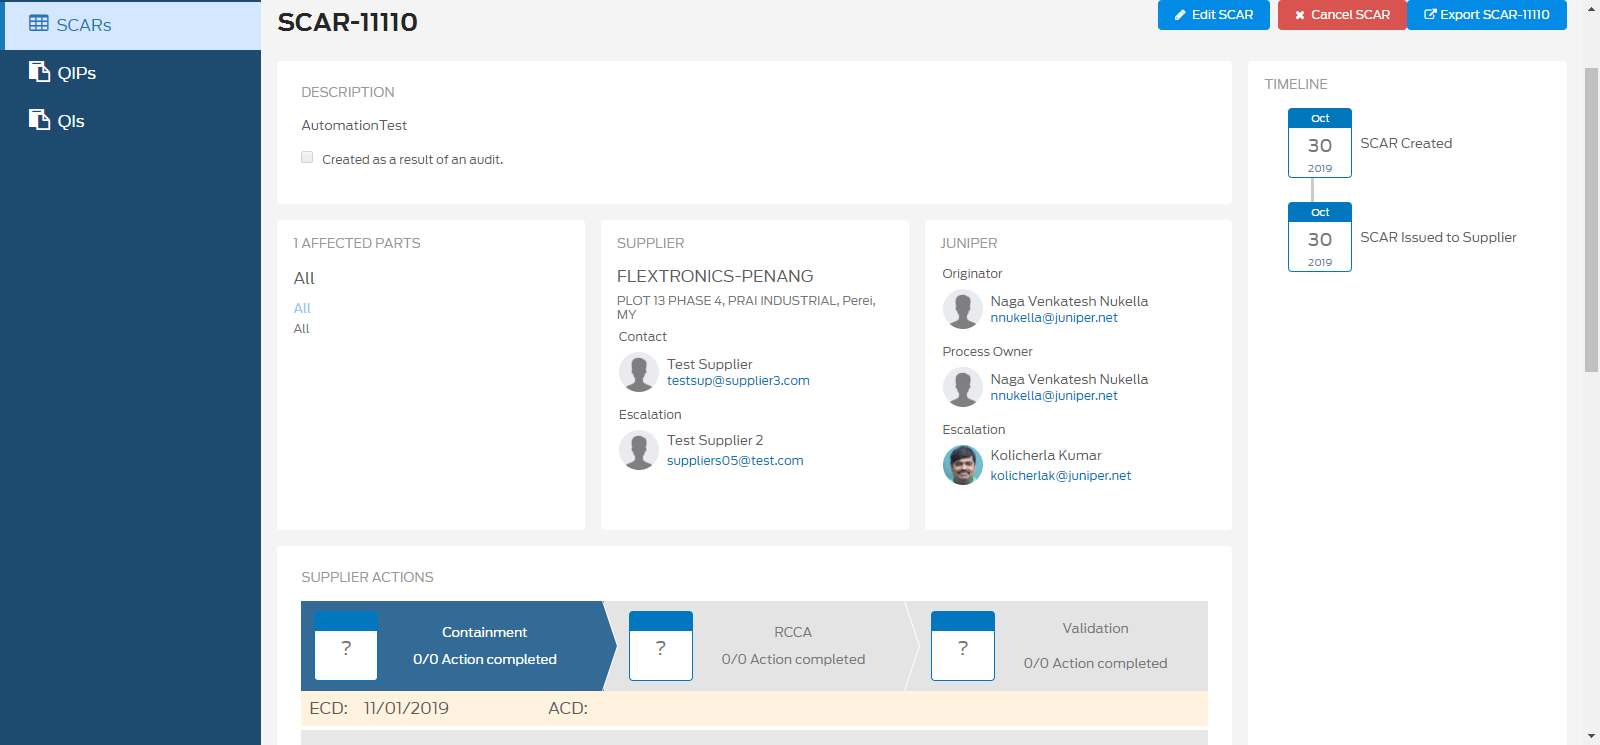 SCARs
QIPs
QIs
SCAR-11110
Edit SCAR
Cancel SCAR
Export SCAR-11110
DESCRIPTION
AutomationTest
Created as a result of an audit.
1 AFFECTED PARTS
All
All
All
SUPPLIER
FLEXTRONICS-PENANG
PLOT 13 PHASE 4, PRAI INDUSTRIAL, Perei,
MY
Contact
Test Supplier
testsup@supplier3.com
Escalation
Test Supplier 2
suppliers05@test.com
JUNIPER
Originator
Naga Venkatesh Nukella
nnukella@juniper.net
Process Owner
Naga Venkatesh Nukella
nnukella@juniper.net
Escalation
Kolicherla Kumar
kolicherlak@juniper.net
TIMELINE
Oct
30
2019
SCAR Created
Oct
30
2019
SCAR Issued to Supplier
SUPPLIER ACTIONS
?
Containment
0/0 Action completed
?
RCCA
0/0 Action completed
?
Validation
0/0 Action completed
ECD: 11/01/2019 ACD: